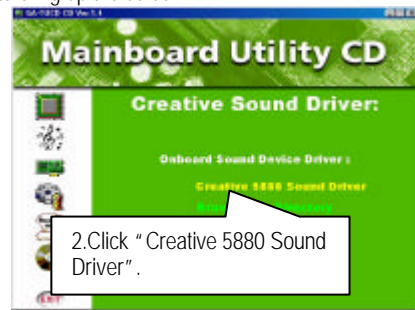 Mainboard Utility CD
Creative Sound Driver:
Onboard Sound Device Driver :
Creative 5880 Sound Driver
2.Click “Creative 5880 Sound
Driver”.
EXIT